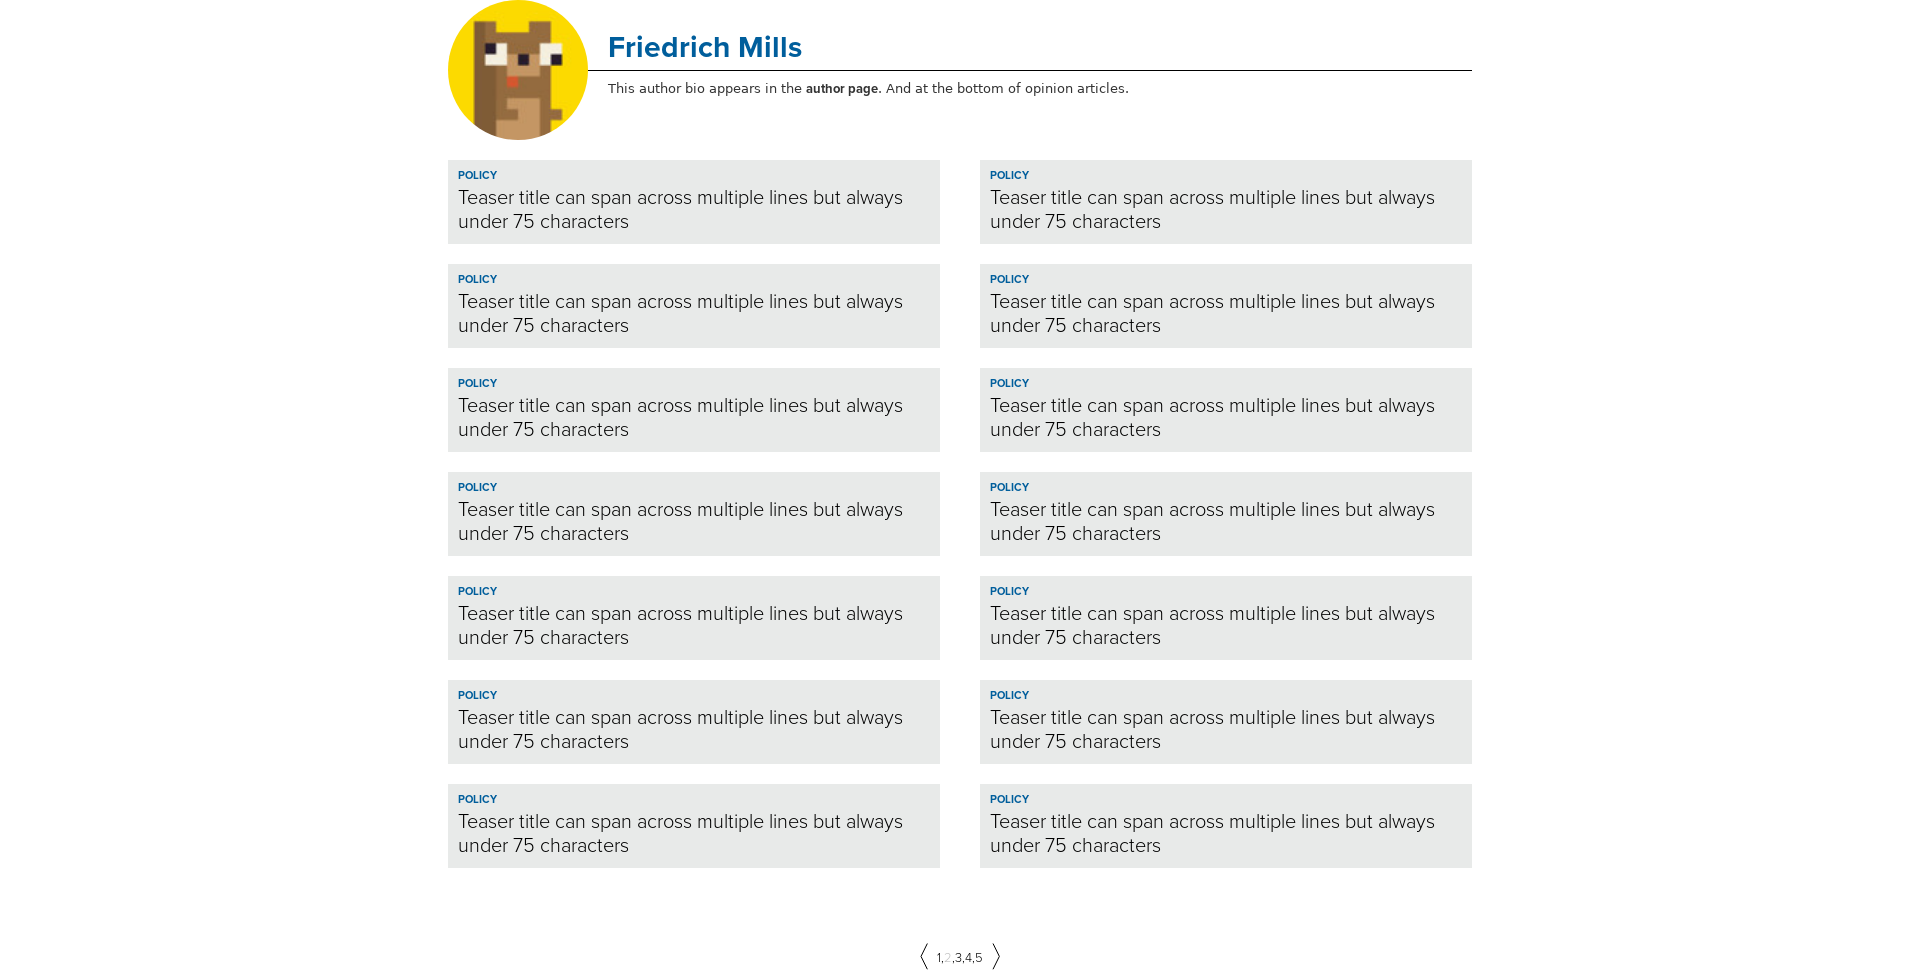 Friedrich Mills
This author bio appears in the author page. And at the bottom of opinion articles.
POLICY
Teaser title can span across multiple lines but always
under 75 characters
POLICY
Teaser title can span across multiple lines but always
under 75 characters
POLICY
Teaser title can span across multiple lines but always
under 75 characters
POLICY
Teaser title can span across multiple lines but always
under 75 characters
POLICY
Teaser title can span across multiple lines but always
under 75 characters
POLICY
Teaser title can span across multiple lines but always
under 75 characters
POLICY
Teaser title can span across multiple lines but always
under 75 characters
POLICY
Teaser title can span across multiple lines but always
under 75 characters
POLICY
Teaser title can span across multiple lines but always
under 75 characters
POLICY
Teaser title can span across multiple lines but always
under 75 characters
POLICY
Teaser title can span across multiple lines but always
under 75 characters
POLICY
Teaser title can span across multiple lines but always
under 75 characters
POLICY
Teaser title can span across multiple lines but always
under 75 characters
POLICY
Teaser title can span across multiple lines but always
under 75 characters
1,2,3,4,5